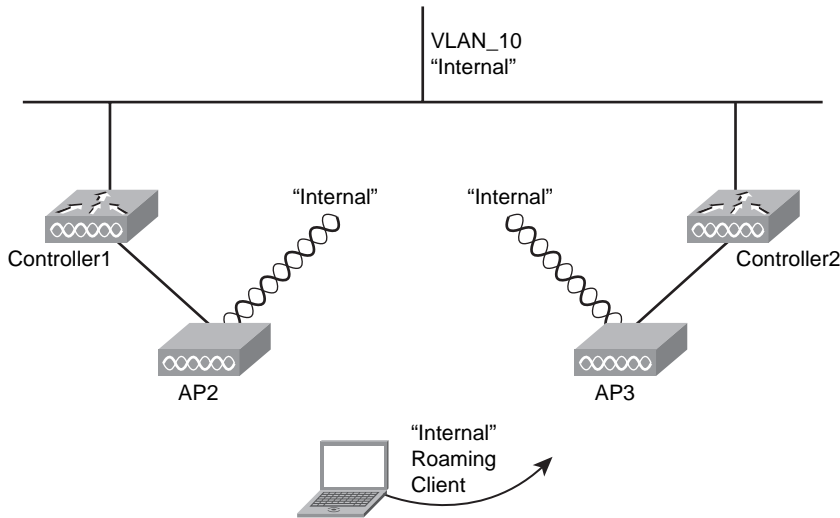 VLAN_10
“Internal”
“Internal”
“Internal”
Controller1
Controller2
AP2
AP3
“Internal”
Roaming
Client